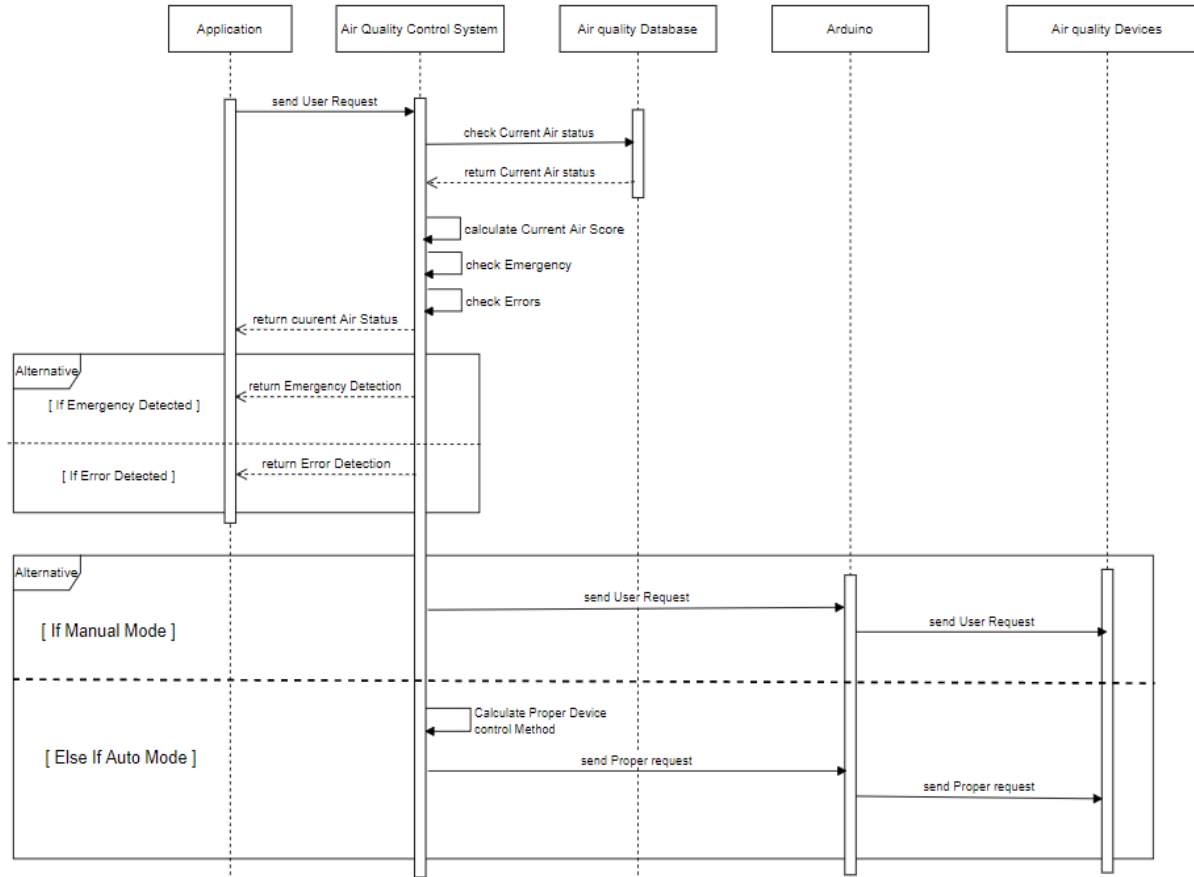 Application
Air Quality Control System
Air quality Database
Arduino
Air quality Devices
send User Request
check Current Air status
return Current Air status
calculate Current Air Score
check Emergency
check Errors
return cuurent Air Status
Alternative
return Emergency Detection
[ If Emergency Detected ]
return Error Detection
[ If Error Detected ]
Alternative
send User Request
send User Request
[ If Manual Mode ]
Calculate Proper Device
control Method
[ Else If Auto Mode ]
send Proper request
send Proper request